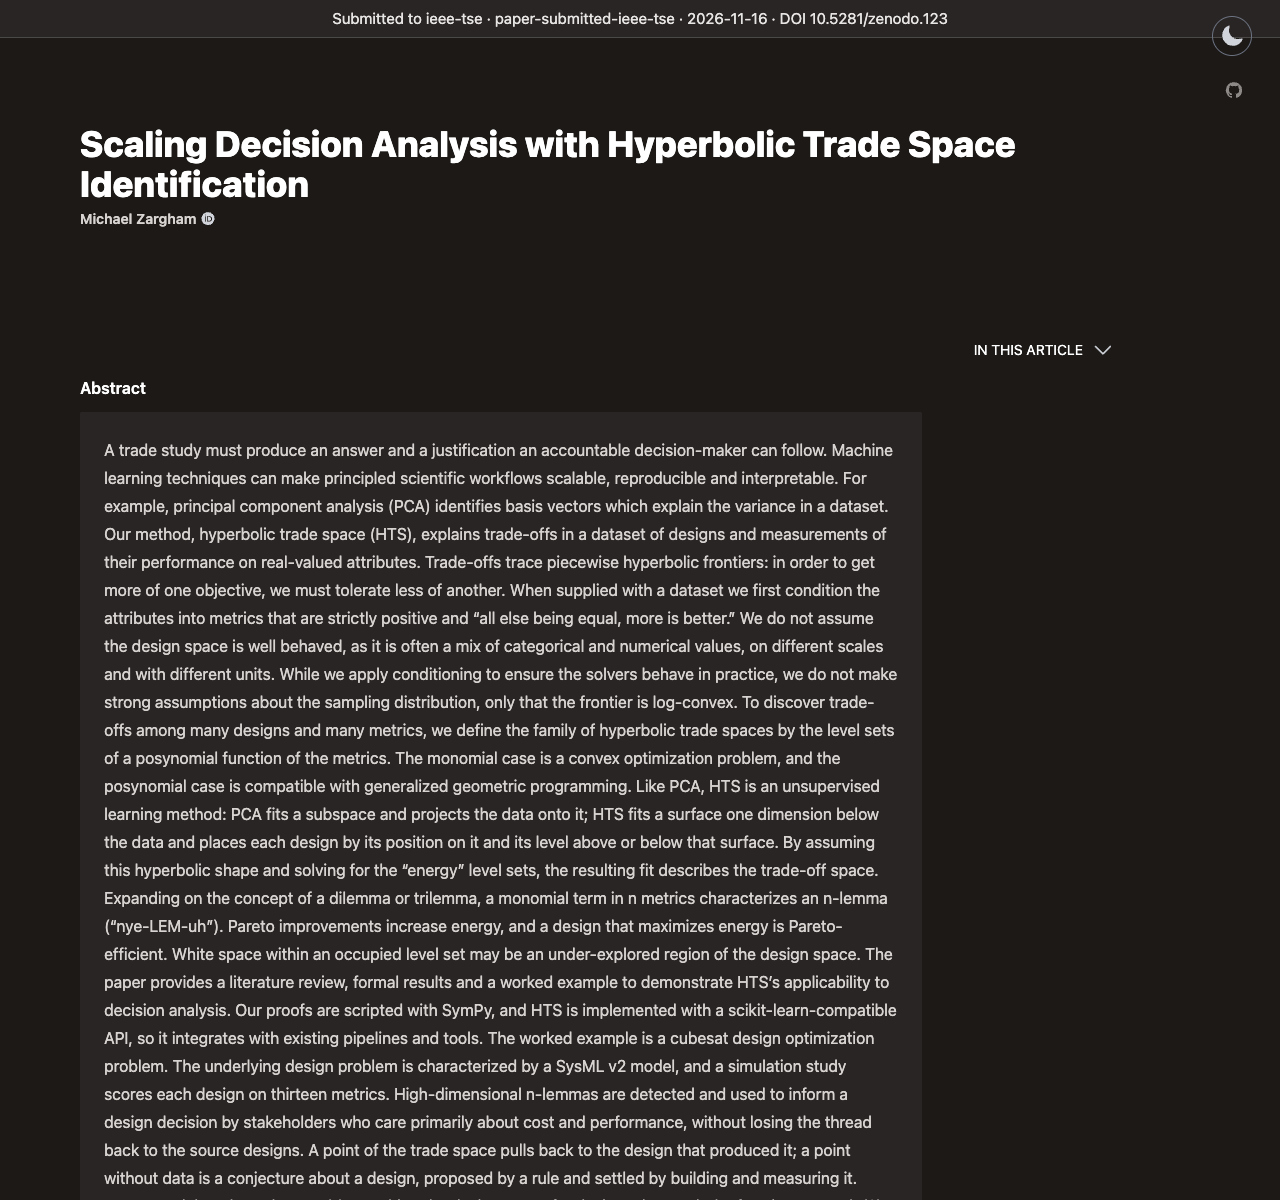 Submitted to ieee-tse · paper-submitted-ieee-tse · 2026-11-16 · DOI 10.5281/zenodo.123
Scaling Decision Analysis with Hyperbolic Trade Space
Identification
Michael Zargham
IN THIS ARTICLE
Abstract
A trade study must produce an answer and a justification an accountable decision-maker can follow. Machine
learning techniques can make principled scientific workflows scalable, reproducible and interpretable. For
example, principal component analysis (PCA) identifies basis vectors which explain the variance in a dataset.
Our method, hyperbolic trade space (HTS), explains trade-offs in a dataset of designs and measurements of
their performance on real-valued attributes. Trade-offs trace piecewise hyperbolic frontiers: in order to get
more of one objective, we must tolerate less of another. When supplied with a dataset we first condition the
attributes into metrics that are strictly positive and “all else being equal, more is better.” We do not assume
the design space is well behaved, as it is often a mix of categorical and numerical values, on different scales
and with different units. While we apply conditioning to ensure the solvers behave in practice, we do not make
strong assumptions about the sampling distribution, only that the frontier is log-convex. To discover trade-
offs among many designs and many metrics, we define the family of hyperbolic trade spaces by the level sets
of a posynomial function of the metrics. The monomial case is a convex optimization problem, and the
posynomial case is compatible with generalized geometric programming. Like PCA, HTS is an unsupervised
learning method: PCA fits a subspace and projects the data onto it; HTS fits a surface one dimension below
the data and places each design by its position on it and its level above or below that surface. By assuming
this hyperbolic shape and solving for the “energy” level sets, the resulting fit describes the trade-off space.
Expanding on the concept of a dilemma or trilemma, a monomial term in n metrics characterizes an n-lemma
(“nye-LEM-uh”). Pareto improvements increase energy, and a design that maximizes energy is Pareto-
efficient. White space within an occupied level set may be an under-explored region of the design space. The
paper provides a literature review, formal results and a worked example to demonstrate HTS’s applicability to
decision analysis. Our proofs are scripted with SymPy, and HTS is implemented with a scikit-learn-compatible
API, so it integrates with existing pipelines and tools. The worked example is a cubesat design optimization
problem. The underlying design problem is characterized by a SysML v2 model, and a simulation study
scores each design on thirteen metrics. High-dimensional n-lemmas are detected and used to inform a
design decision by stakeholders who care primarily about cost and performance, without losing the thread
back to the source designs. A point of the trade space pulls back to the design that produced it; a point
without data is a conjecture about a design, proposed by a rule and settled by building and measuring it.